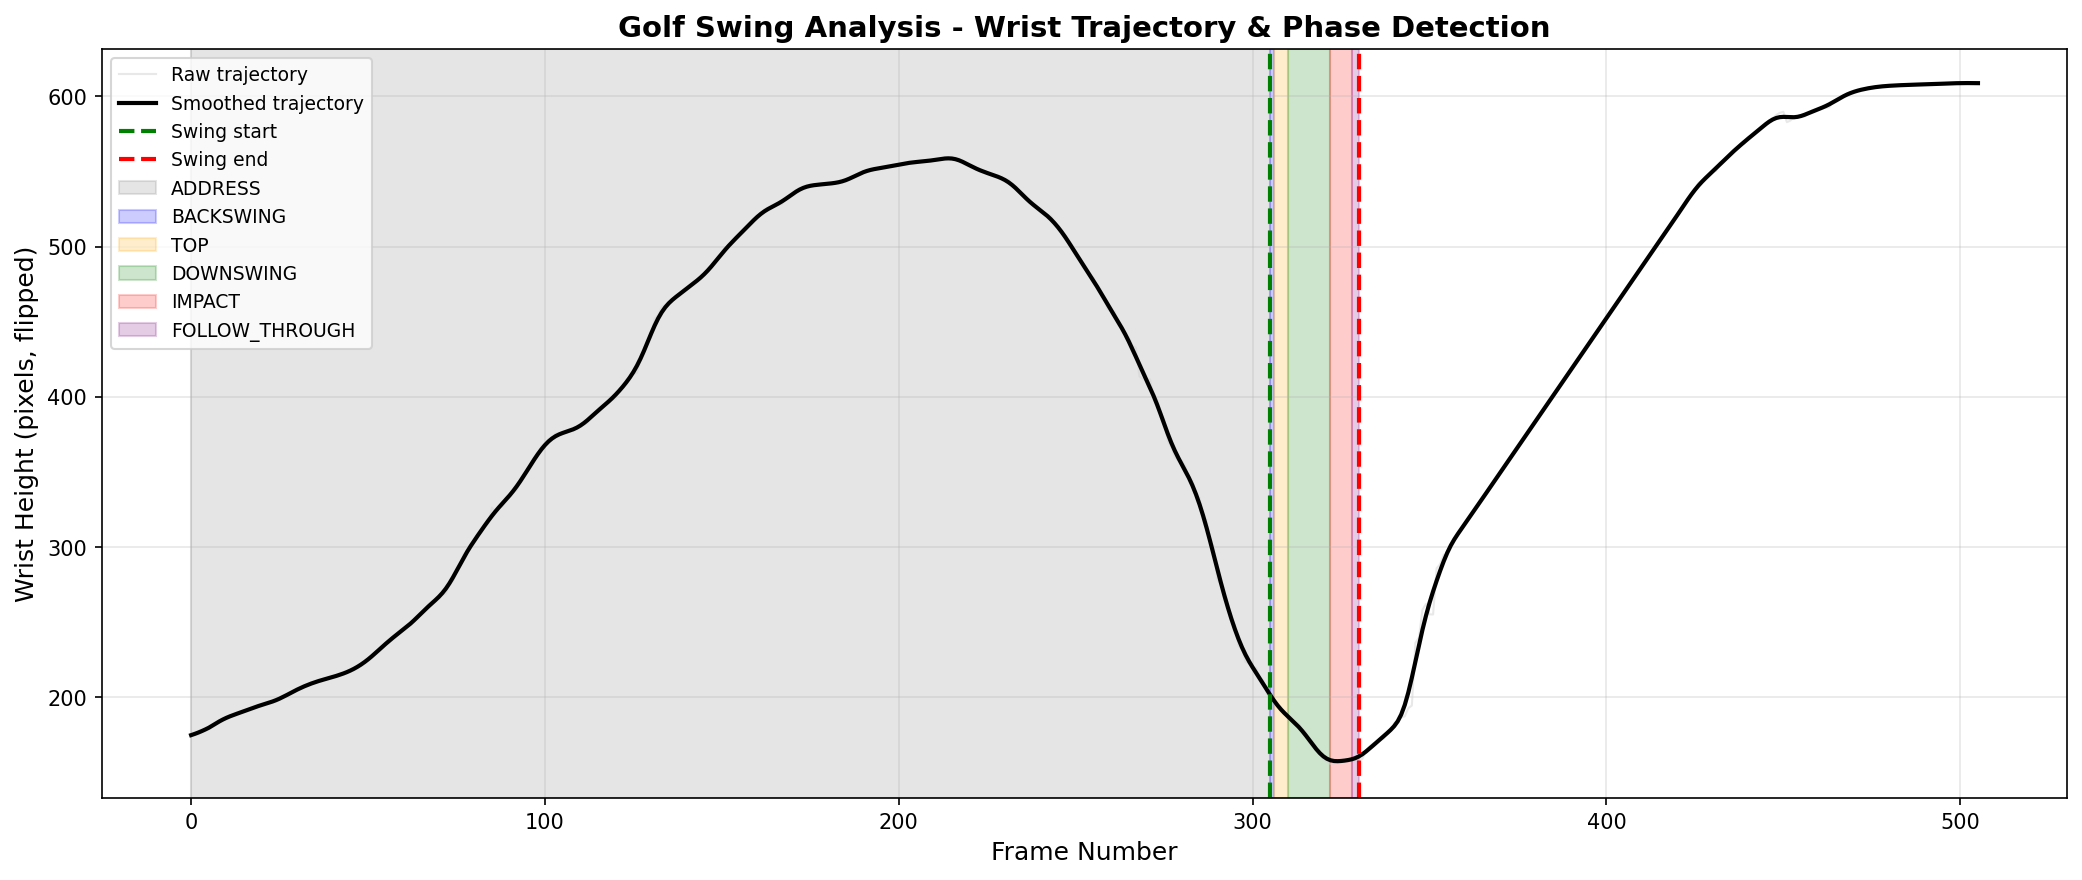 Golf Swing Analysis - Wrist Trajectory & Phase Detection
Raw trajectory
Smoothed trajectory
Swing start
Swing end
ADDRESS
BACKSWING
TOP
DOWNSWING
IMPACT
FOLLOW_THROUGH
Wrist Height (pixels, flipped)
600
500
400
300
200
0 100 200 300 400 500
Frame Number